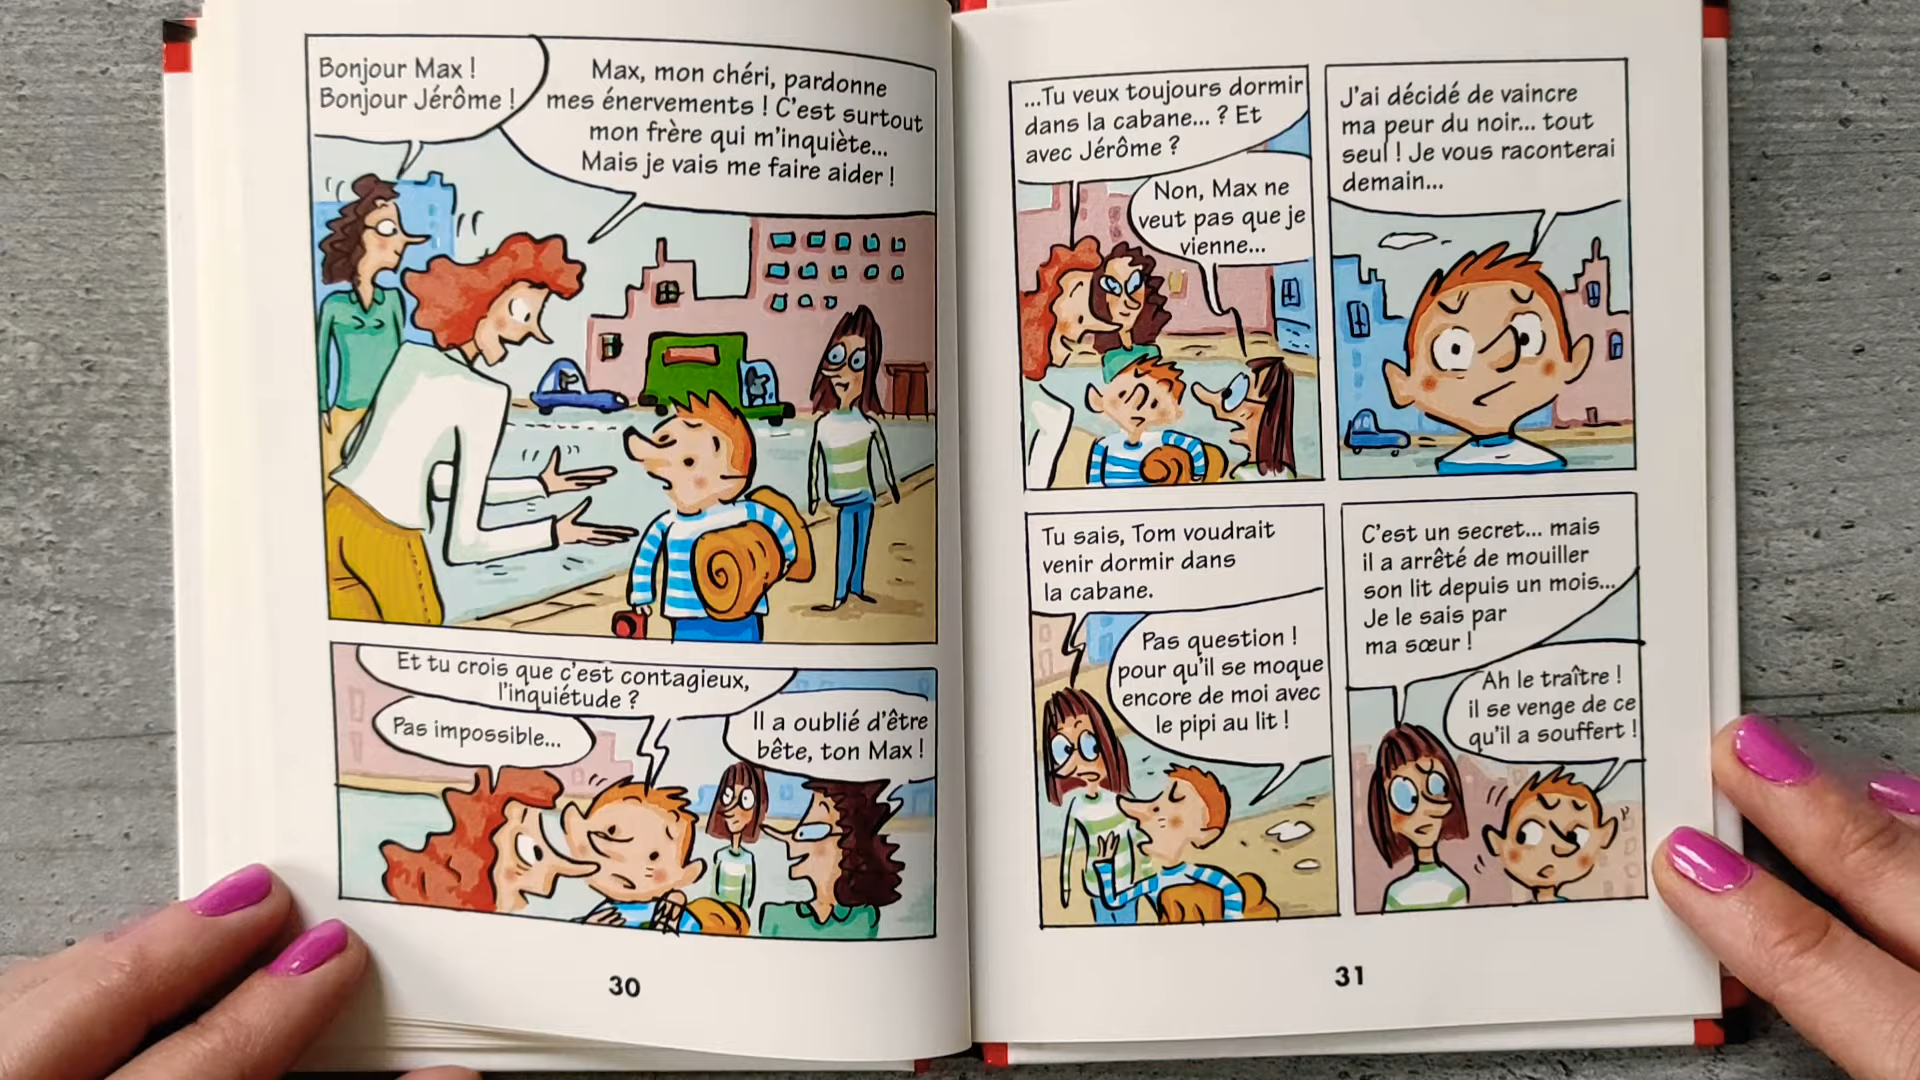 Bonjour Max !
Bonjour Jérôme !
Max, mon chéri, pardonne
mes énervements ! C'est surtout
mon frère qui m'inquiète...
Mais je vais me faire aider !
Et tu crois que c'est contagieux,
l'inquiétude ?
Pas impossible...
Il a oublié d'être
bête, ton Max !
30
...Tu veux toujours dormir
dans la cabane... ? Et
avec Jérôme ?
Non, Max ne
veut pas que je
vienne...
J'ai décidé de vaincre
ma peur du noir... tout
seul ! Je vous raconterai
demain...
Tu sais, Tom voudrait
venir dormir dans
la cabane.
Pas question !
pour qu'il se moque
encore de moi avec
le pipi au lit !
C'est un secret... mais
il a arrêté de mouiller
son lit depuis un mois...
Je le sais par
ma sœur !
Ah le traître !
il se venge de ce
qu'il a souffert !
31